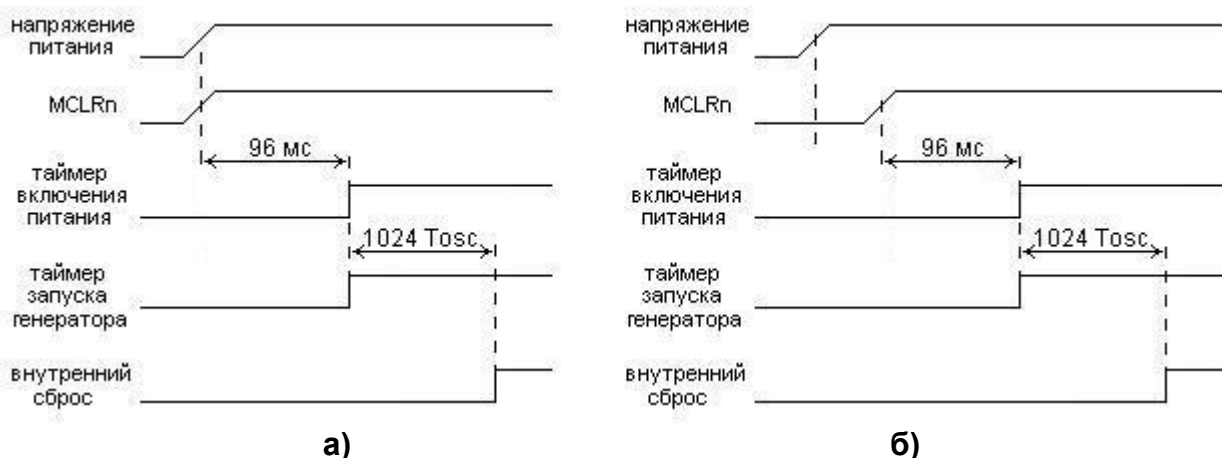 напряжение
питания
MCLRn
96 мс
таймер
включения
питания
1024 Tosc
таймер
запуска
генератора
внутренний
сброс
а)
напряжение
питания
MCLRn
96 мс
таймер
включения
питания
1024 Tosc
таймер
запуска
генератора
внутренний
сброс
б)